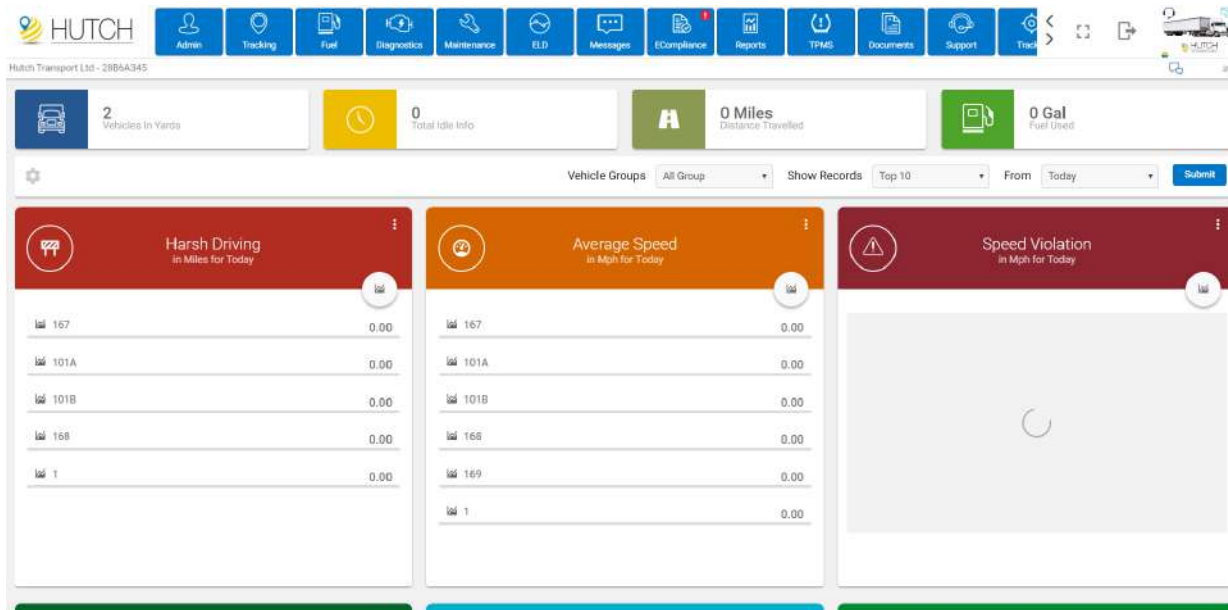 HUTCH
Admin
Tracking
Fuel
Diagnostics
Maintenance
ELD
Messages
ECompliance
Reports
TPMS
Documents
Support
Track
HUTCH
Hutch Transport Ltd - 28B6A345
2
Vehicles In Yards
0
Total Idle Info
0 Miles
Distance Travelled
0 Gal
Fuel Used
Vehicle Groups All Group Show Records Top 10 From Today Submit
Harsh Driving
in Miles for Today
167 0.00
101A 0.00
101B 0.00
168 0.00
1 0.00
Average Speed
in Mph for Today
167 0.00
101A 0.00
101B 0.00
168 0.00
169 0.00
1 0.00
Speed Violation
in Mph for Today